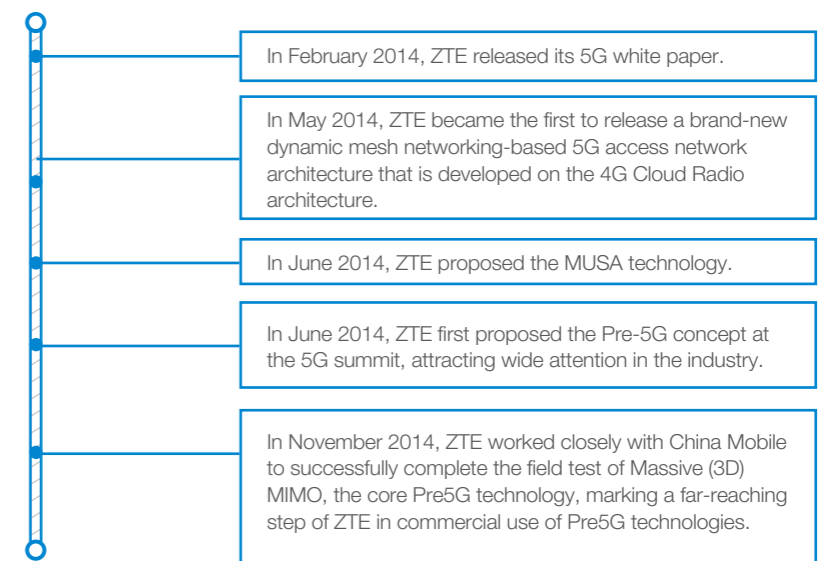 In February 2014, ZTE released its 5G white paper.
In May 2014, ZTE became the first to release a brand-new
dynamic mesh networking-based 5G access network
architecture that is developed on the 4G Cloud Radio
architecture.
In June 2014, ZTE proposed the MUSA technology.
In June 2014, ZTE first proposed the Pre-5G concept at
the 5G summit, attracting wide attention in the industry.
In November 2014, ZTE worked closely with China Mobile
to successfully complete the field test of Massive (3D)
MIMO, the core Pre5G technology, marking a far-reaching
step of ZTE in commercial use of Pre5G technologies.